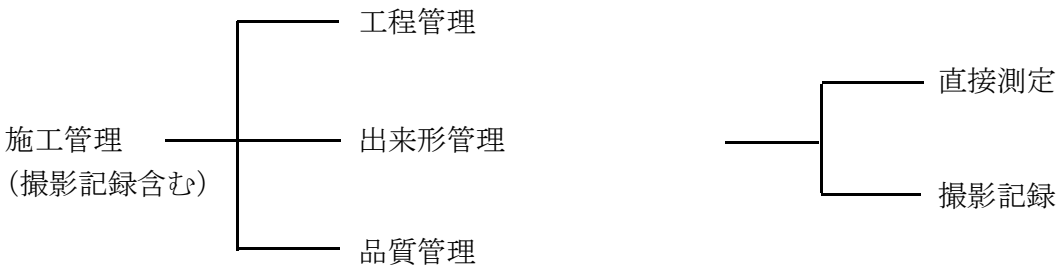 工程管理
直接測定
施工管理
出来形管理
(撮影記録含む)
撮影記録
品質管理